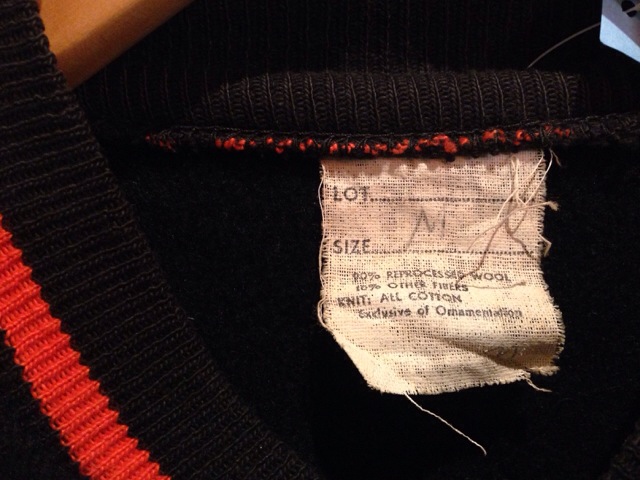 LOT
SIZE
90% REPROCESSED WOOL
10% OTHER FIBERS
KNIT: ALL COTTON
Exclusive of Ornamentation